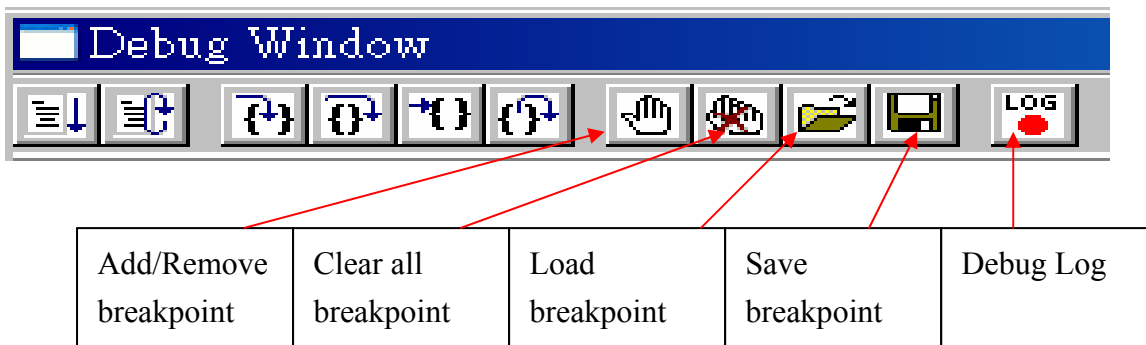 Debug Window
LOG
Add/Remove
breakpoint
Clear all
breakpoint
Load
breakpoint
Save
breakpoint
Debug Log